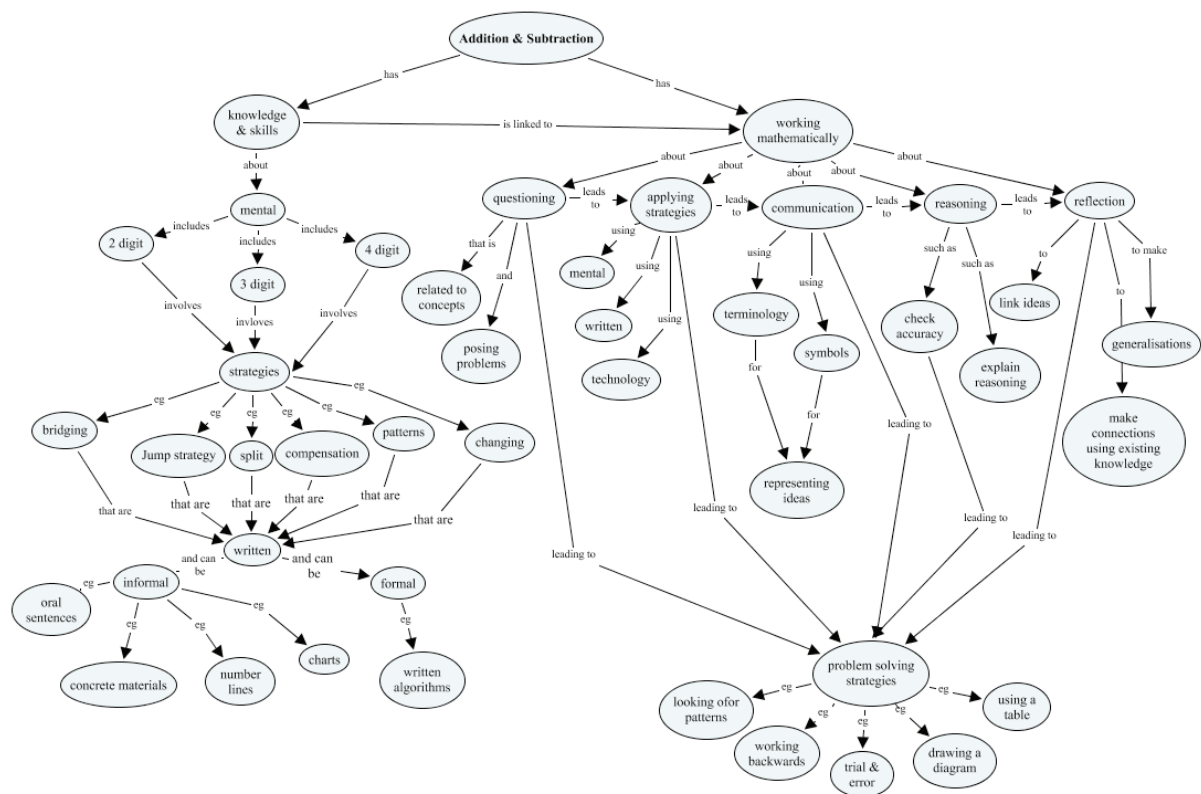 Addition & Subtraction
has
has
knowledge
& skills
is linked to
working
mathematically
about
about
about
about
about
about
mental
questioning
leads
to
applying
strategies
leads
to
communication
leads
to
reasoning
leads
to
reflection
includes
includes
includes
2 digit
3 digit
4 digit
that is
and
using
using
using
using
using
such as
such as
to
to
to make
related to
concepts
posing
problems
mental
written
technology
terminology
symbols
check
accuracy
explain
reasoning
link ideas
generalisations
make
connections
using existing
knowledge
involves
invloves
involves
strategies
for
for
representing
ideas
eg
eg
eg
eg
eg
eg
bridging
Jump strategy
split
compensation
patterns
changing
that are
that are
that are
that are
that are
that are
written
leading to
leading to
leading to
leading to
leading to
and can
be
and can
be
informal
formal
eg
eg
eg
eg
eg
oral
sentences
concrete materials
number
lines
charts
written
algorithms
problem solving
strategies
eg
eg
eg
eg
eg
looking ofor
patterns
working
backwards
trial &
error
drawing a
diagram
using a
table